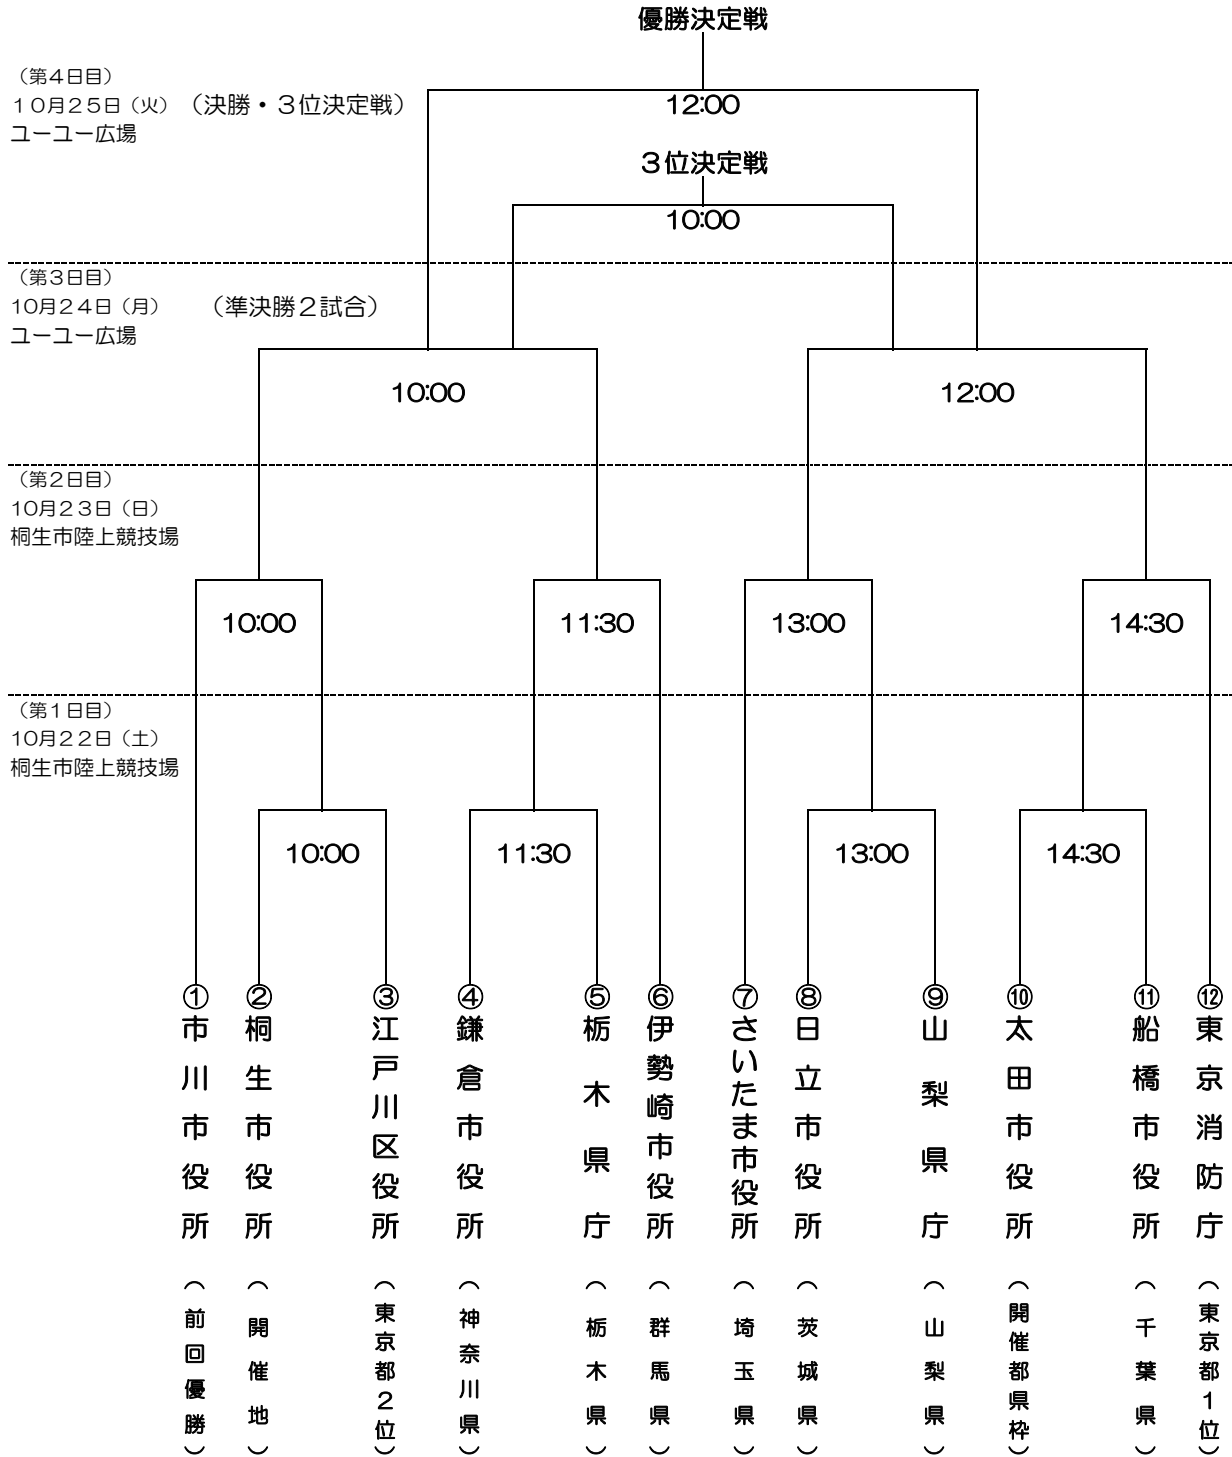 優勝決定戦
（第４日目）
１０月２５日（火）（決勝・３位決定戦）
ユーユー広場
12:00
３位決定戦
10:00
（第３日目）
10月２４日（月）　（準決勝２試合）
ユーユー広場
10:00
12:00
（第２日目）
10月２３日（日）
桐生市陸上競技場
10:00
11:30
13:00
14:30
（第１日目）
10月２２日（土）
桐生市陸上競技場
10:00
11:30
13:00
14:30
①市川市役所（前回優勝）
②桐生市役所（開催地）
③江戸川区役所（東京都２位）
④鎌倉市役所（神奈川県）
⑤栃木県庁（栃木県）
⑥伊勢崎市役所（群馬県）
⑦さいたま市役所（埼玉県）
⑧日立市役所（茨城県）
⑨山梨県庁（山梨県）
⑩太田市役所（開催都県枠）
⑪船橋市役所（千葉県）
⑫東京消防庁（東京都１位）